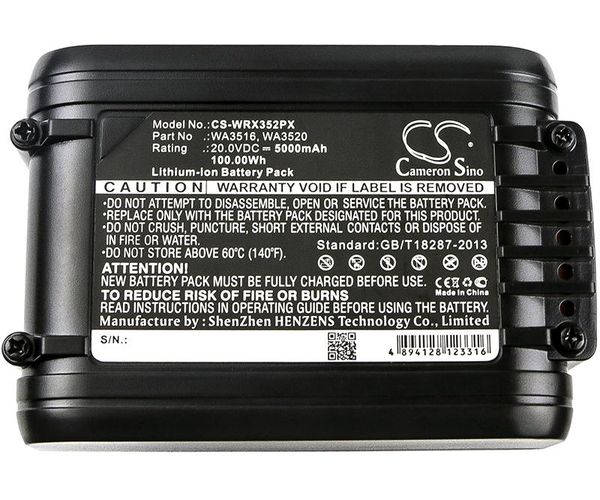 Model No.:CS-WRX352PX
Part No :WA3516, WA3520
Rating :20.0VDC⎓ 5000mAh
100.00Wh
Lithium-Ion Battery Pack
CS
Cameron Sino
CAUTION WARRANTY VOID IF LABEL IS REMOVED
•DO NOT ATTEMPT TO DISASSEMBLE, OPEN OR SERVICE BATTERY PACK.
•REPLACE ONLY WITH BATTERY PACK DESIGNATED FOR THIS PRODUCT.
•DO NOT CRUSH, PUNCTURE, SHORT EXTERNAL CONTACTS OR DISPOSE OF
IN FIRE OR WATER.
•DO NOT STORE ABOVE 60°C (140°F).
Standard:GB/T18287-2013
ATTENTION!
NEW BATTERY PACK MUST BE FULLY CHARGED BEFORE USE.
TO REDUCE RISK OF FIRE OR BURNS
READ INSTRUCTIONS IN OPERATING GUIDE BEFORE USING BATTERY.
Manufacturer : ShenZhen HENZENS Technology Co., Limited
S/N.:
4 894128 123316